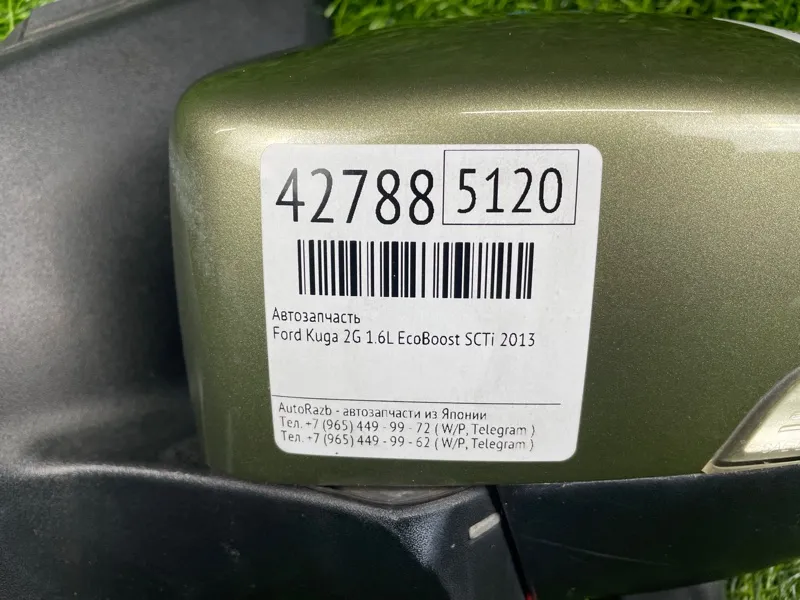 42788 5120
Автозапчасть
Ford Kuga 2G 1.6L EcoBoost SCTi 2013
AutoRazb - автозапчасти из Японии
Тел. +7 (965) 449 - 99 - 72 ( W/P, Telegram )
Тел. +7 (965) 449 - 99 - 62 ( W/P, Telegram )